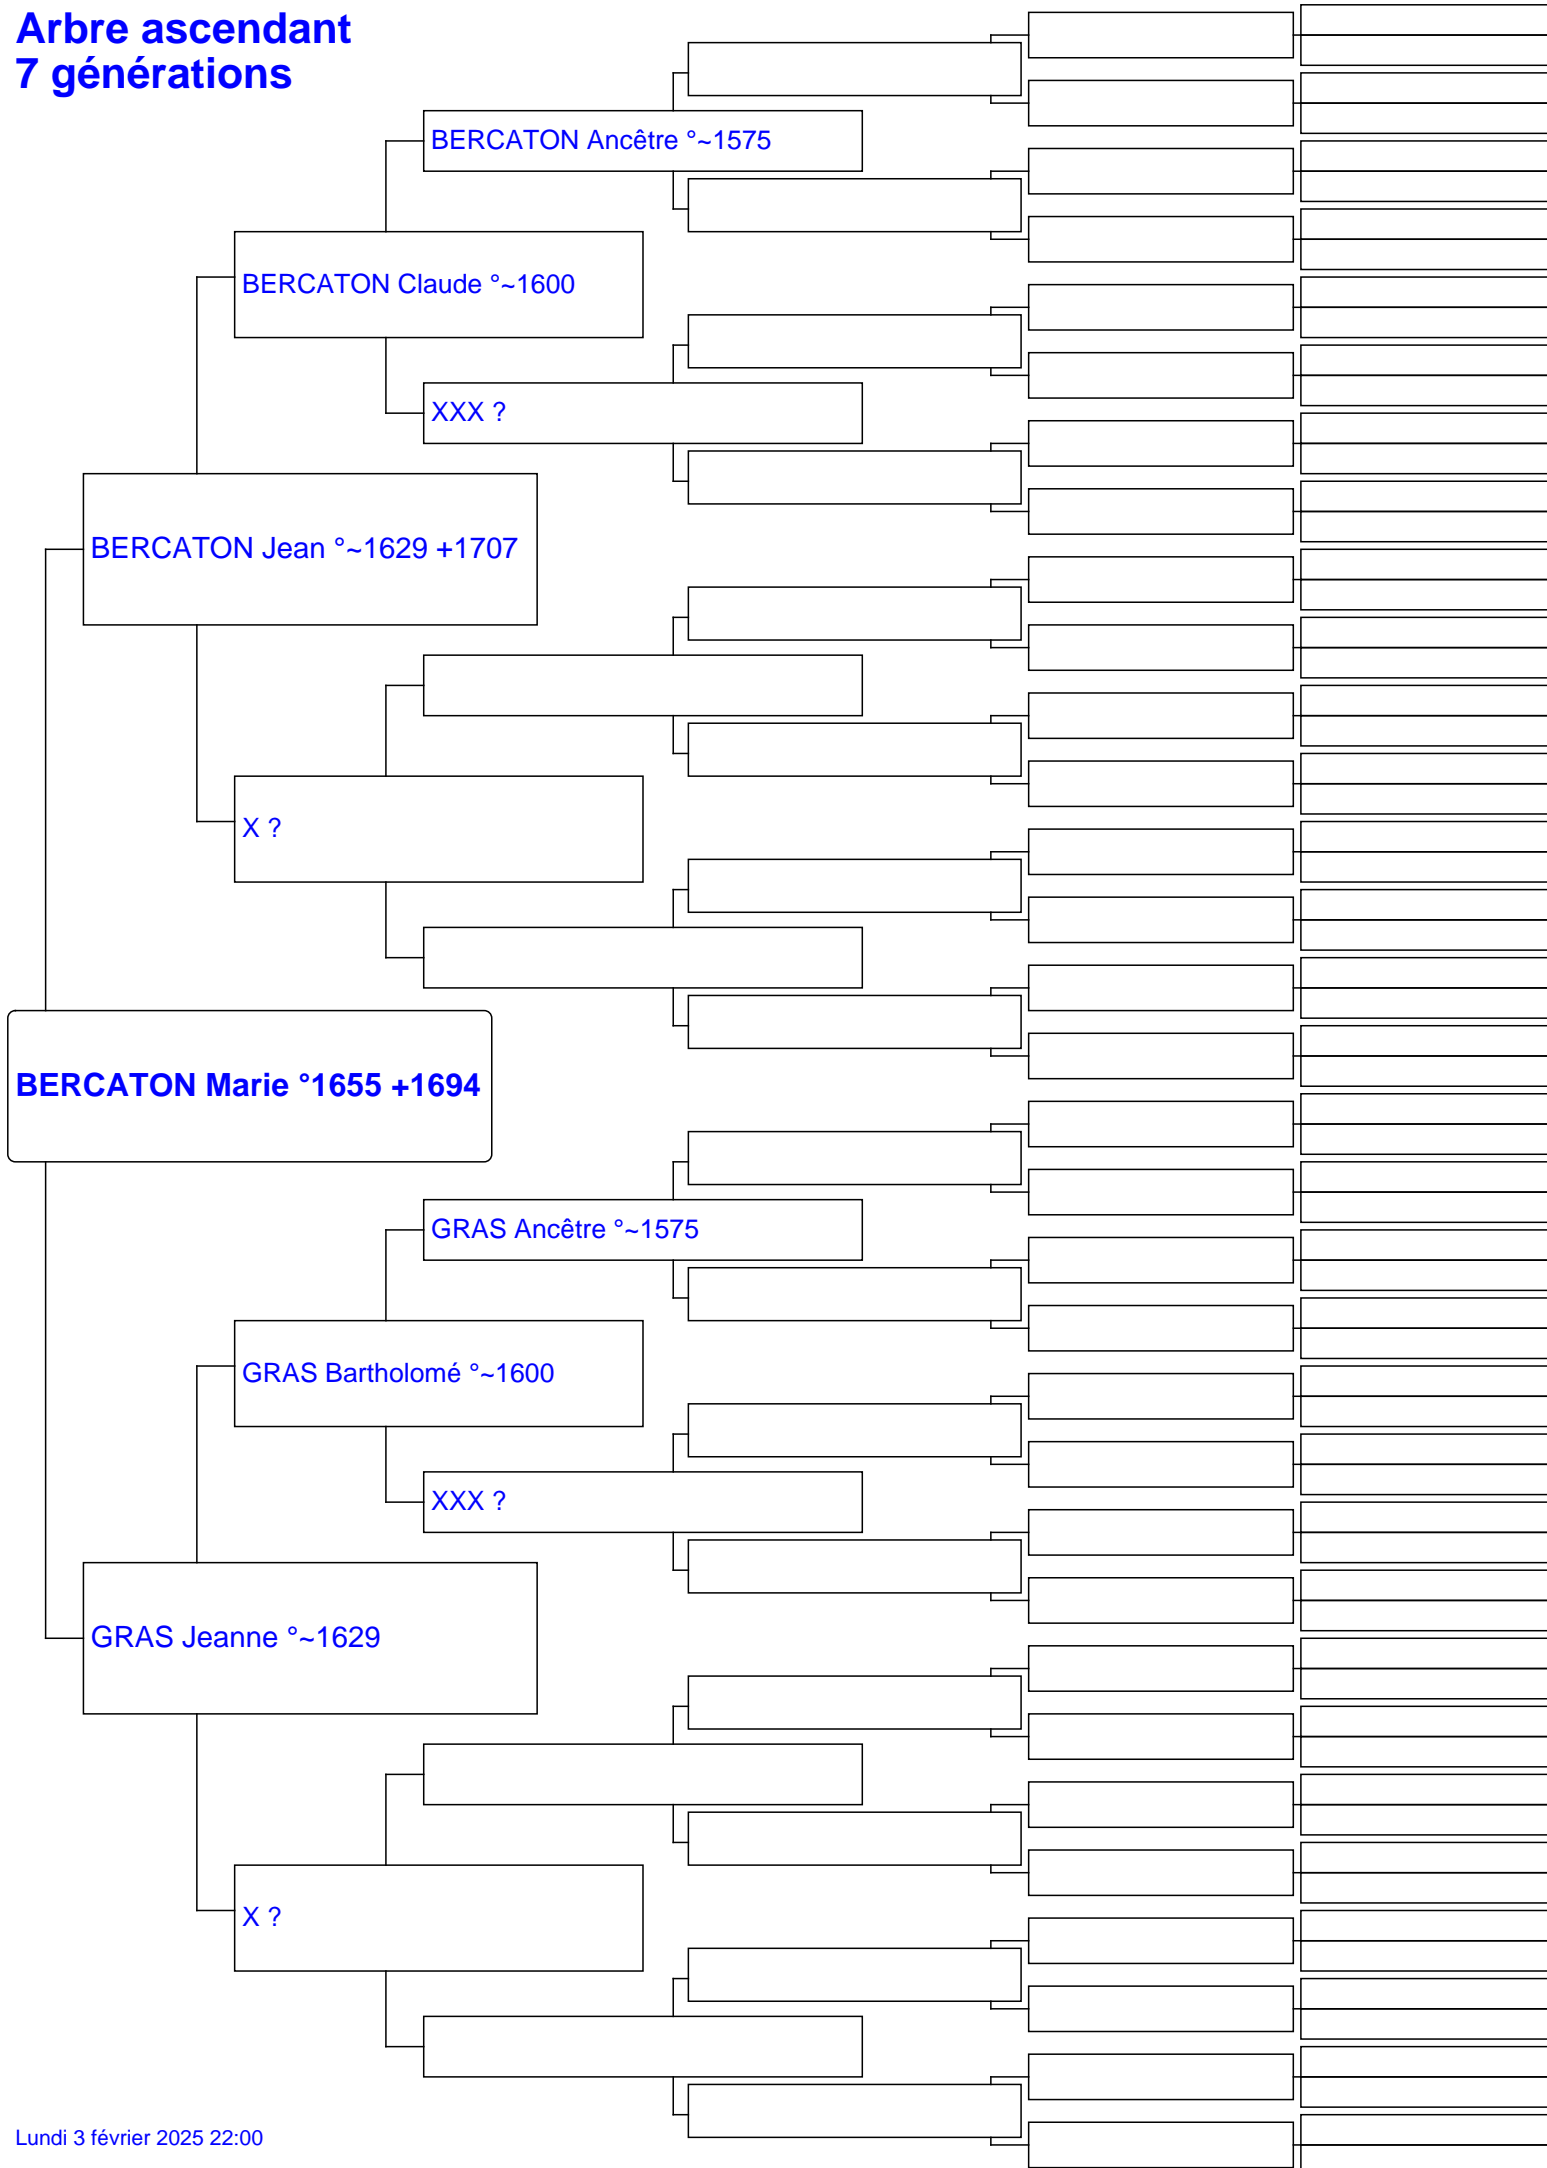 Arbre ascendant
7 générations
BERCATON Ancêtre °~1575
BERCATON Claude °~1600
XXX ?
BERCATON Jean °~1629 +1707
X ?
BERCATON Marie °1655 +1694
GRAS Ancêtre °~1575
GRAS Bartholomé °~1600
XXX ?
GRAS Jeanne °~1629
X ?
Lundi 3 février 2025 22:00